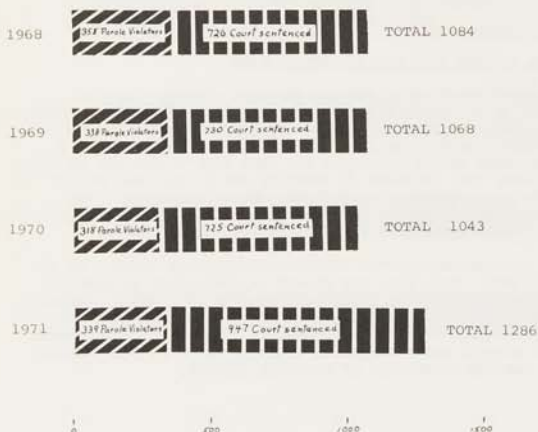 1968 358 Parole Violators 726 Court sentenced TOTAL 1084
1969 338 Parole Violators 730 Court sentenced TOTAL 1068
1970 318 Parole Violators 725 Court sentenced TOTAL 1043
1971 339 Parole Violators 947 Court sentenced TOTAL 1286
0 500 1000 1500